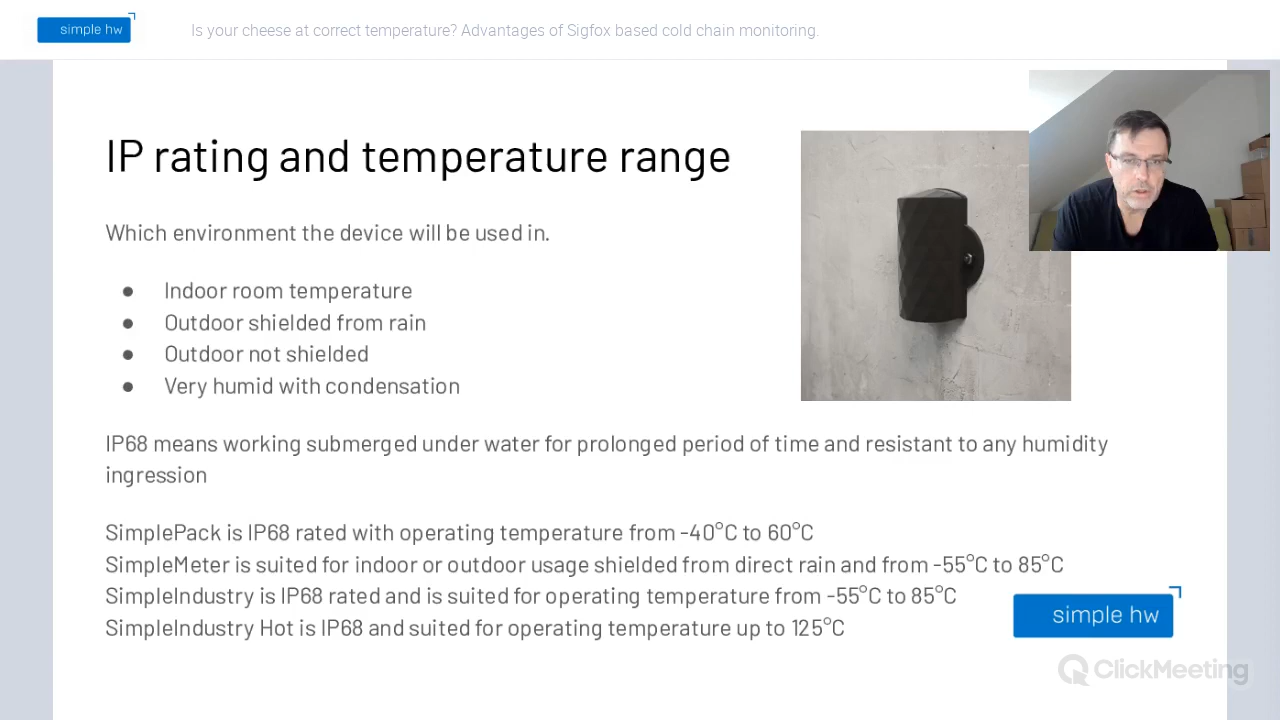 simple hw
Is your cheese at correct temperature? Advantages of Sigfox based cold chain monitoring.
IP rating and temperature range
Which environment the device will be used in.
● Indoor room temperature
● Outdoor shielded from rain
● Outdoor not shielded
● Very humid with condensation
IP68 means working submerged under water for prolonged period of time and resistant to any humidity
ingression
SimplePack is IP68 rated with operating temperature from -40°C to 60°C
SimpleMeter is suited for indoor or outdoor usage shielded from direct rain and from -55°C to 85°C
SimpleIndustry is IP68 rated and is suited for operating temperature from -55°C to 85°C
SimpleIndustry Hot is IP68 and suited for operating temperature up to 125°C
simple hw
ClickMeeting